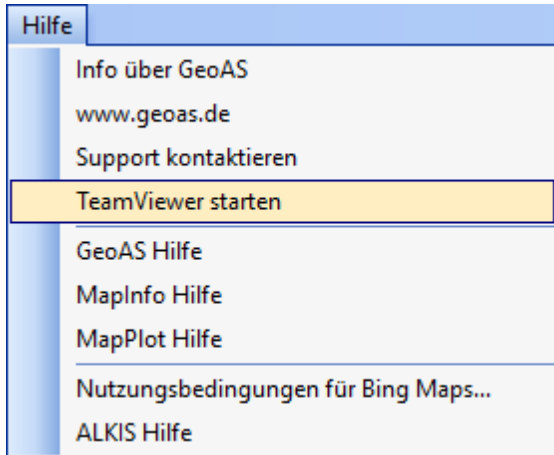 Hilfe
Info über GeoAS
www.geoas.de
Support kontaktieren
TeamViewer starten
GeoAS Hilfe
MapInfo Hilfe
MapPlot Hilfe
Nutzungsbedingungen für Bing Maps...
ALKIS Hilfe